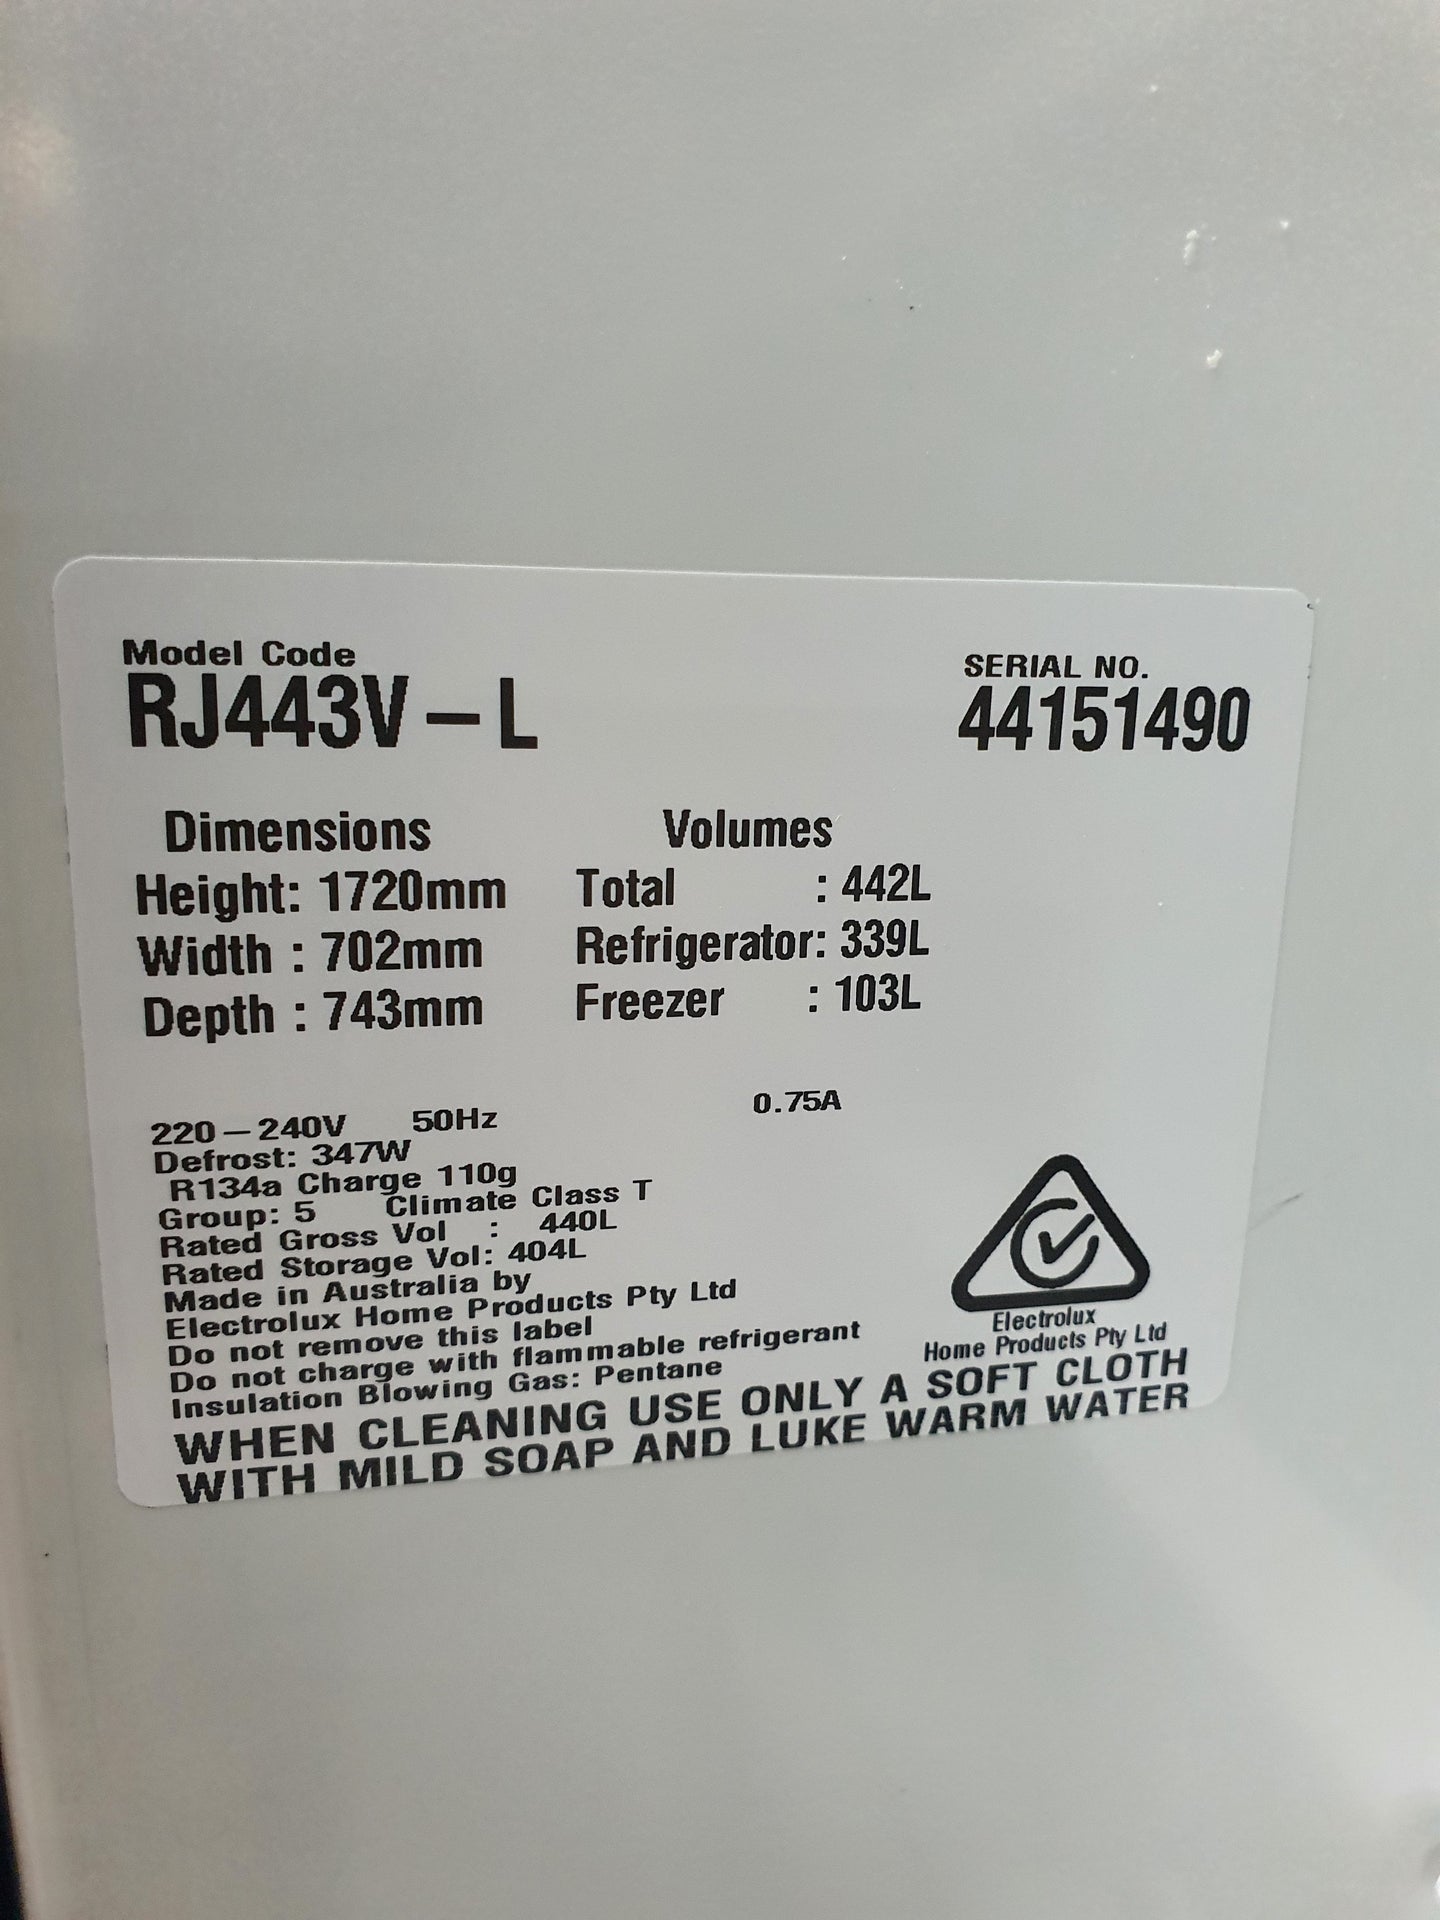 Model Code
RJ443V – L
SERIAL NO.
44151490
Dimensions
Height: 1720mm
Width : 702mm
Depth : 743mm
Volumes
Total : 442L
Refrigerator: 339L
Freezer : 103L
220 – 240V 50Hz 0.75A
Defrost: 347W
R134a Charge 110g
Group: 5 Climate Class T
Rated Gross Vol : 440L
Rated Storage Vol: 404L
Made in Australia by
Electrolux Home Products Pty Ltd
Do not remove this label
Do not charge with flammable refrigerant
Insulation Blowing Gas: Pentane
Electrolux
Home Products Pty Ltd
WHEN CLEANING USE ONLY A SOFT CLOTH
WITH MILD SOAP AND LUKE WARM WATER